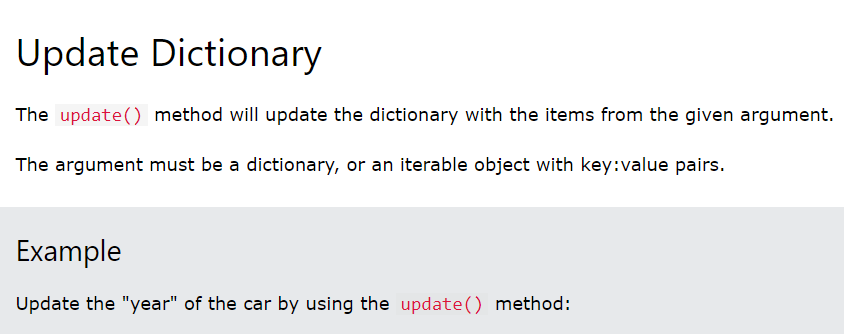 Update Dictionary
The update() method will update the dictionary with the items from the given argument.
The argument must be a dictionary, or an iterable object with key:value pairs.
Example
Update the "year" of the car by using the update() method: